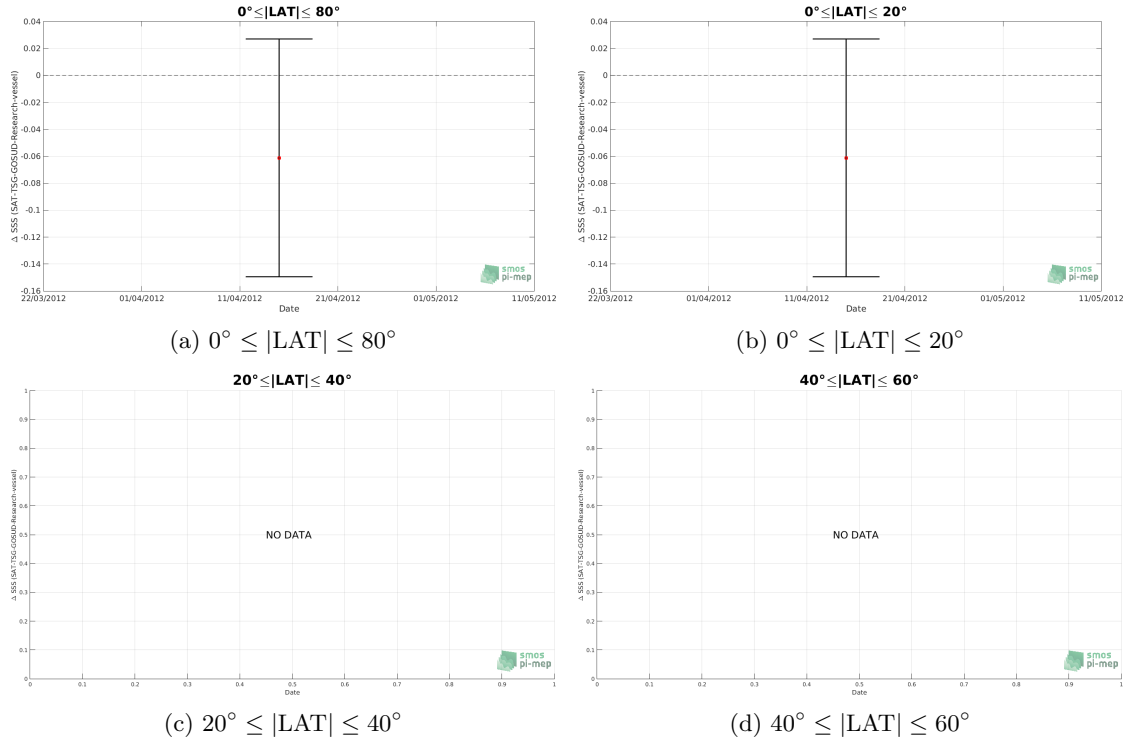 0°≤|LAT|≤ 80°
Δ SSS (SAT-TSG-GOSUD-Research-vessel)
0.04
0.02
0
-0.02
-0.04
-0.06
-0.08
-0.1
-0.12
-0.14
-0.16
22/03/2012 01/04/2012 11/04/2012 21/04/2012 01/05/2012 11/05/2012
Date
smos
pi-mep
(a) 0° ≤ |LAT| ≤ 80°
0°≤|LAT|≤ 20°
Δ SSS (SAT-TSG-GOSUD-Research-vessel)
0.04
0.02
0
-0.02
-0.04
-0.06
-0.08
-0.1
-0.12
-0.14
-0.16
22/03/2012 01/04/2012 11/04/2012 21/04/2012 01/05/2012 11/05/2012
Date
smos
pi-mep
(b) 0° ≤ |LAT| ≤ 20°
20°≤|LAT|≤ 40°
Δ SSS (SAT-TSG-GOSUD-Research-vessel)
1
0.9
0.8
0.7
0.6
0.5
0.4
0.3
0.2
0.1
0
NO DATA
0 0.1 0.2 0.3 0.4 0.5 0.6 0.7 0.8 0.9 1
Date
smos
pi-mep
(c) 20° ≤ |LAT| ≤ 40°
40°≤|LAT|≤ 60°
Δ SSS (SAT-TSG-GOSUD-Research-vessel)
1
0.9
0.8
0.7
0.6
0.5
0.4
0.3
0.2
0.1
0
NO DATA
0 0.1 0.2 0.3 0.4 0.5 0.6 0.7 0.8 0.9 1
Date
smos
pi-mep
(d) 40° ≤ |LAT| ≤ 60°